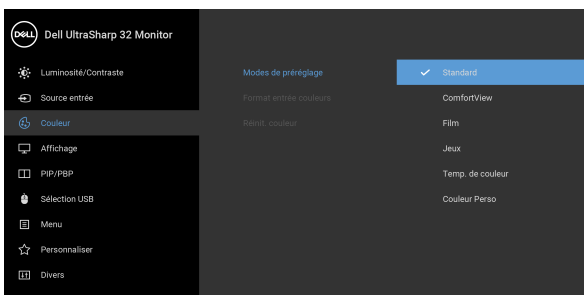 DELL
Dell UltraSharp 32 Monitor
Luminosité/Contraste
Source entrée
Couleur
Affichage
PIP/PBP
Sélection USB
Menu
Personnaliser
Divers
Modes de préréglage
Format entrée couleurs
Réinit. couleur
Standard
ComfortView
Film
Jeux
Temp. de couleur
Couleur Perso